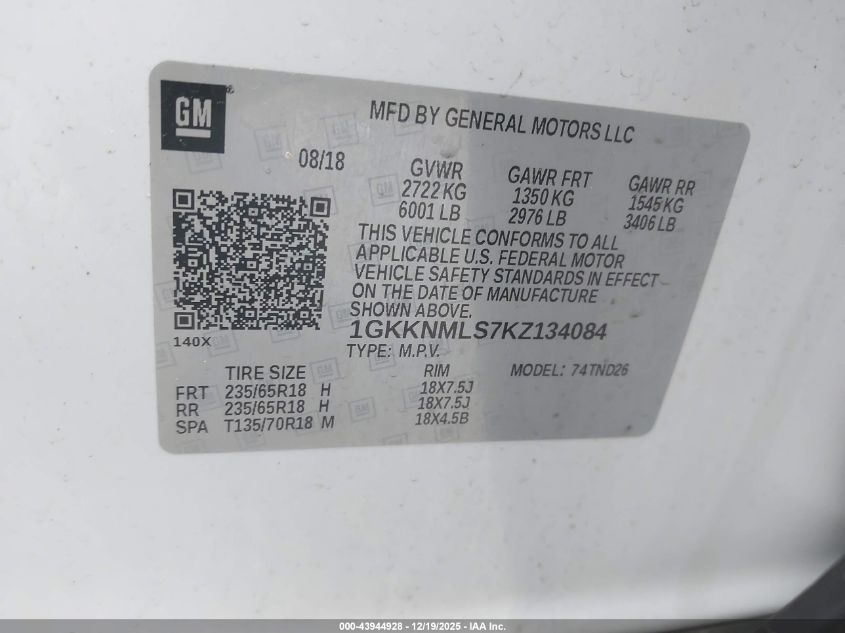 GM
MFD BY GENERAL MOTORS LLC
08/18
GVWR GAWR FRT GAWR RR
2722 KG 1350 KG 1545 KG
6001 LB 2976 LB 3406 LB
THIS VEHICLE CONFORMS TO ALL
APPLICABLE U.S. FEDERAL MOTOR
VEHICLE SAFETY STANDARDS IN EFFECT
ON THE DATE OF MANUFACTURE
SHOWN ABOVE.
1GKKNMLS7KZ134084
140X
TYPE: M.P.V. MODEL: 74TND26
TIRE SIZE RIM
FRT 235/65R18 H 18X7.5J
RR 235/65R18 H 18X7.5J
SPA T135/70R18 M 18X4.5B
000-43944928 - 12/19/2025 - IAA Inc.